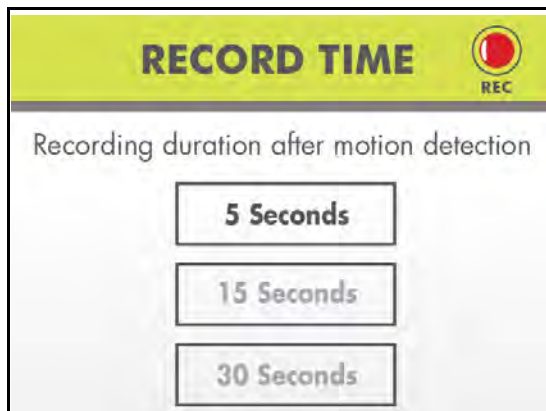 RECORD TIME
REC
Recording duration after motion detection
5 Seconds
15 Seconds
30 Seconds